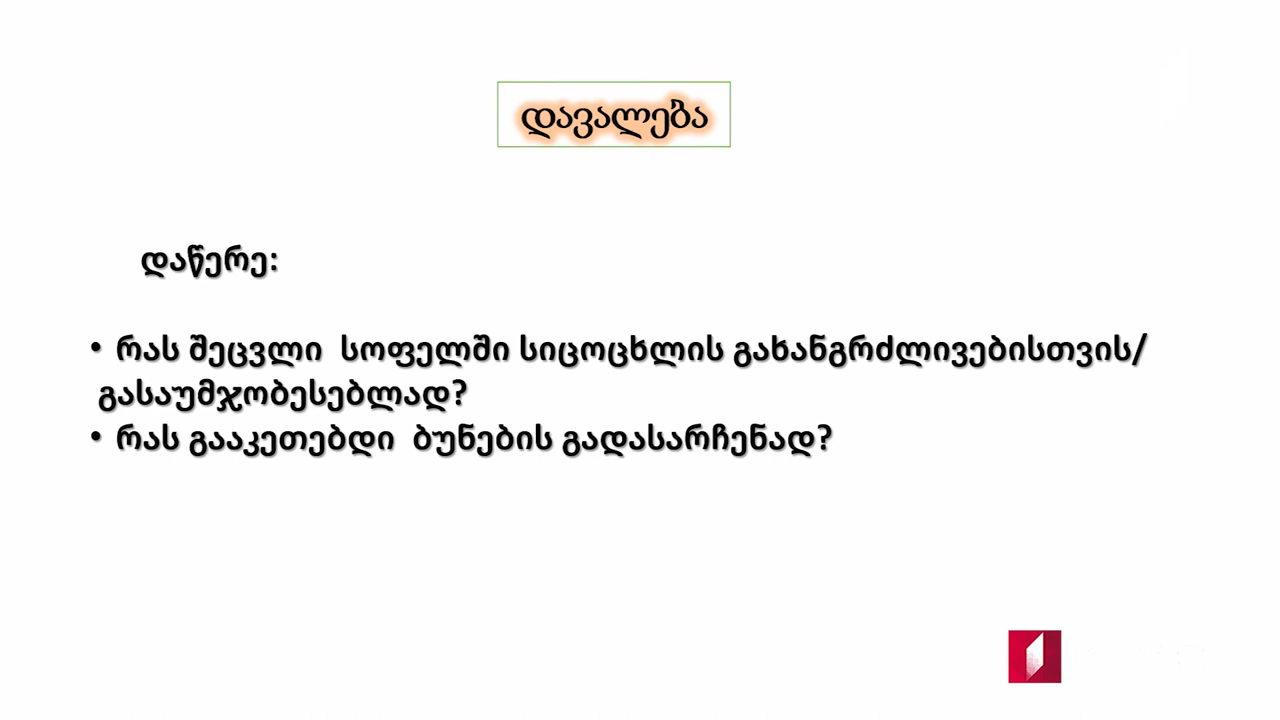 დავალება
დაწერე:
• რას შეცვლი სოფელში სიცოცხლის გახანგრძლივებისთვის/
გასაუმჯობესებლად?
• რას გააკეთებდი ბუნების გადასარჩენად?